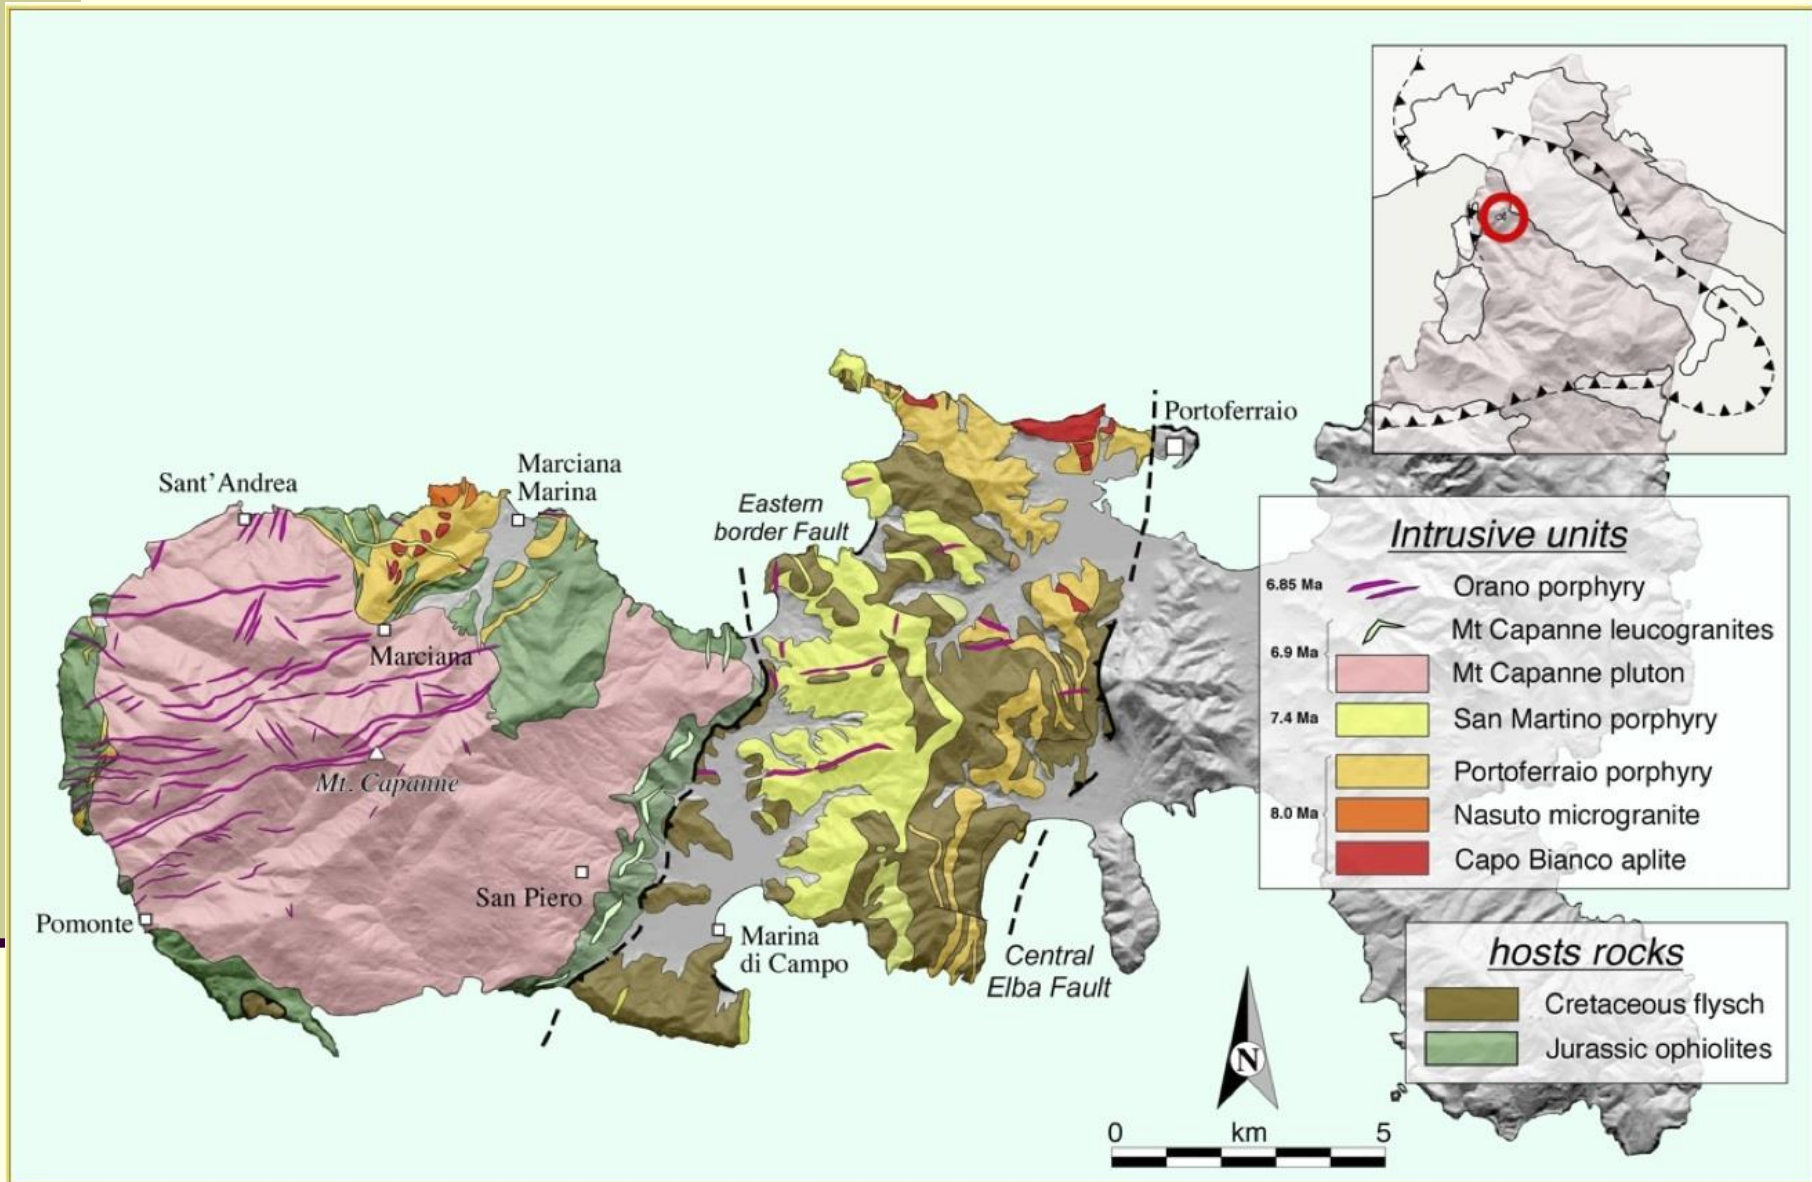 Portoferraio
Marciana
Marina
Sant'Andrea
Eastern
border Fault
Marciana
Mt. Capanne
San Piero
Pomonte
Marina
di Campo
Central
Elba Fault
N
0 km 5
Intrusive units
6.85 Ma Orano porphyry
Mt Capanne leucogranites
6.9 Ma
Mt Capanne pluton
7.4 Ma San Martino porphyry
Portoferraio porphyry
8.0 Ma Nasuto microgranite
Capo Bianco aplite
hosts rocks
Cretaceous flysch
Jurassic ophiolites